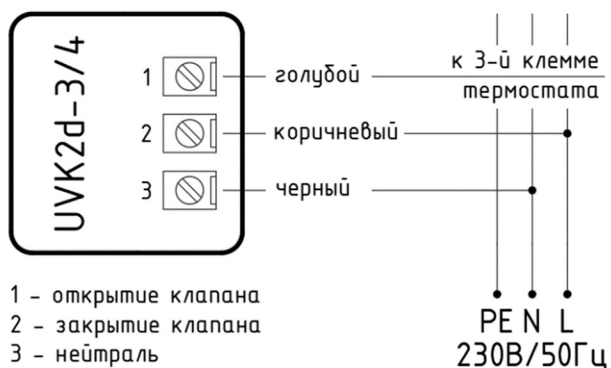 UVK2d-3/4
1 голубой к 3-й клемме
термостата
2 коричневый
3 черный
1 - открытие клапана
2 - закрытие клапана
3 - нейтраль
PE N L
230В/50Гц